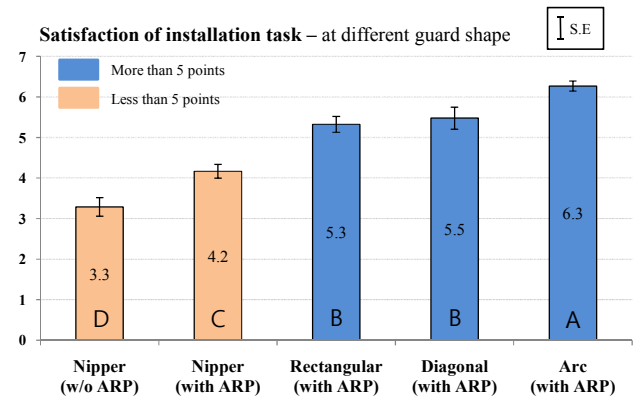 Satisfaction of installation task – at different guard shape
S.E
More than 5 points
Less than 5 points
7
6
5
4
3
2
1
0
3.3
4.2
5.3
5.5
6.3
D
C
B
B
A
Nipper
(w/o ARP)
Nipper
(with ARP)
Rectangular
(with ARP)
Diagonal
(with ARP)
Arc
(with ARP)